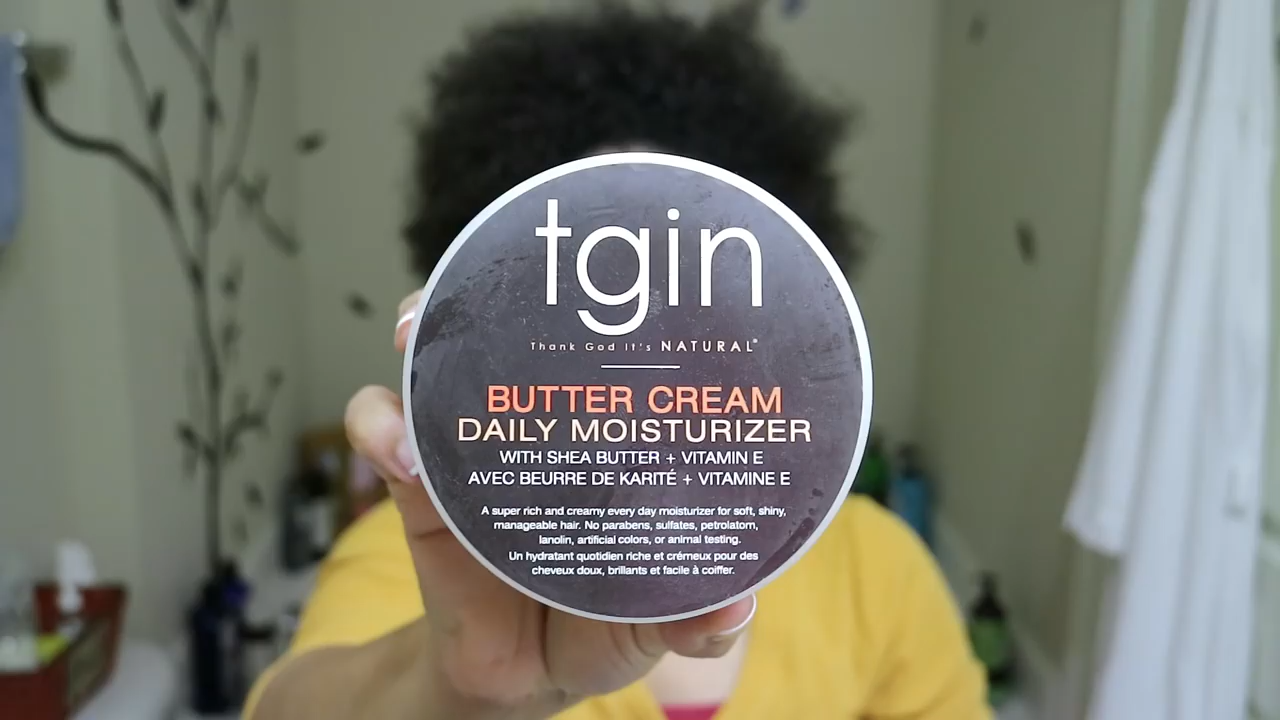 tgin
Thank God It's NATURAL®
BUTTER CREAM
DAILY MOISTURIZER
WITH SHEA BUTTER + VITAMIN E
AVEC BEURRE DE KARITÉ + VITAMINE E
A super rich and creamy every day moisturizer for soft, shiny,
manageable hair. No parabens, sulfates, petrolatom,
lanolin, artificial colors, or animal testing.
Un hydratant quotidien riche et crémeux pour des
cheveux doux, brillants et facile à coiffer.